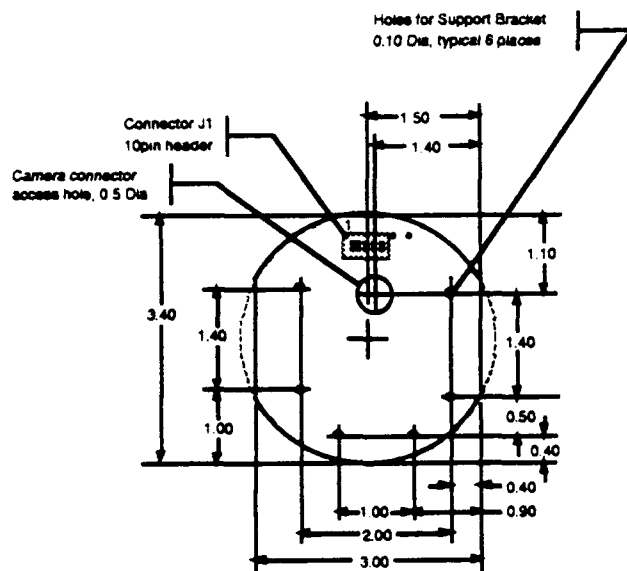 Holes for Support Bracket
0.10 Dia, typical 6 places
1.50
Connector J1
10pin header
1.40
Camera connector
access hole, 0.5 Dia
1
1.10
3.40
1.40
1.40
1.00
0.50
0.40
0.40
1.00
0.90
2.00
3.00